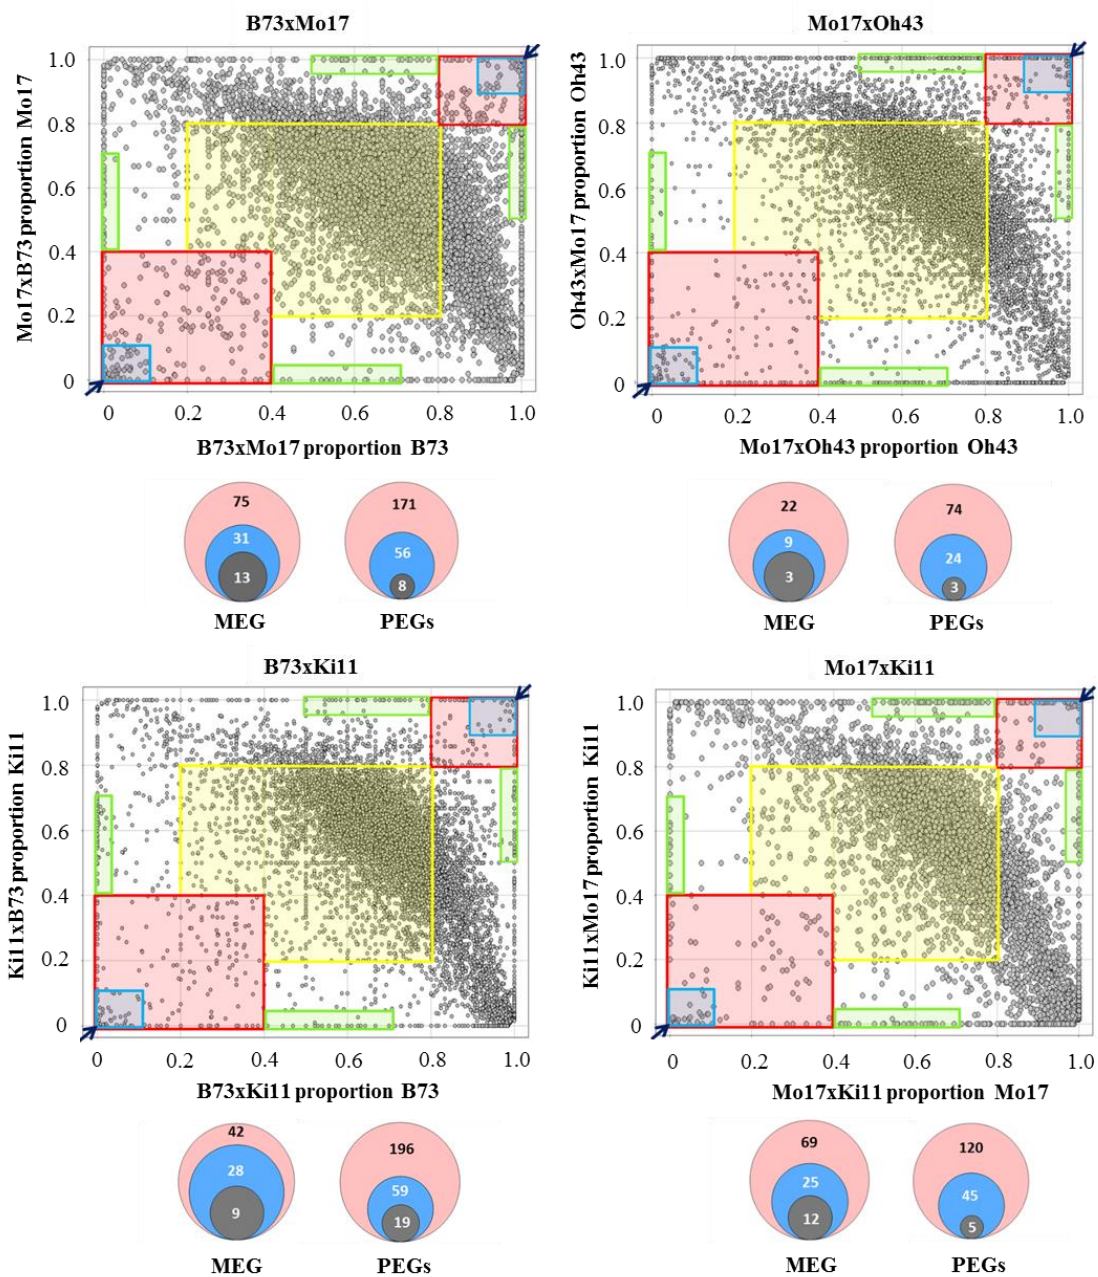 B73xMo17
Mo17xB73 proportion Mo17
1.0
0.8
0.6
0.4
0.2
0
0 0.2 0.4 0.6 0.8 1.0
B73xMo17 proportion B73
75
31
13
MEG
171
56
8
PEGs
Mo17xOh43
Oh43xMo17 proportion Oh43
1.0
0.8
0.6
0.4
0.2
0
0 0.2 0.4 0.6 0.8 1.0
Mo17xOh43 proportion Oh43
22
9
3
MEG
74
24
3
PEGs
B73xKi11
Ki11xB73 proportion Ki11
1.0
0.8
0.6
0.4
0.2
0
0 0.2 0.4 0.6 0.8 1.0
B73xKi11 proportion B73
42
28
9
MEG
196
59
19
PEGs
Mo17xKi11
Ki11xMo17 proportion Ki11
1.0
0.8
0.6
0.4
0.2
0
0 0.2 0.4 0.6 0.8 1.0
Mo17xKi11 proportion Mo17
69
25
12
MEG
120
45
5
PEGs